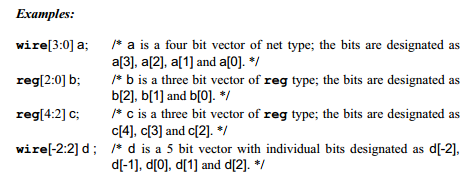 Examples:
wire[3:0] a; /* a is a four bit vector of net type; the bits are designated as
a[3], a[2], a[1] and a[0]. */
reg[2:0] b; /* b is a three bit vector of reg type; the bits are designated as
b[2], b[1] and b[0]. */
reg[4:2] c; /* c is a three bit vector of reg type; the bits are designated as
c[4], c[3] and c[2]. */
wire[-2:2] d ; /* d is a 5 bit vector with individual bits designated as d[-2],
d[-1], d[0], d[1] and d[2]. */